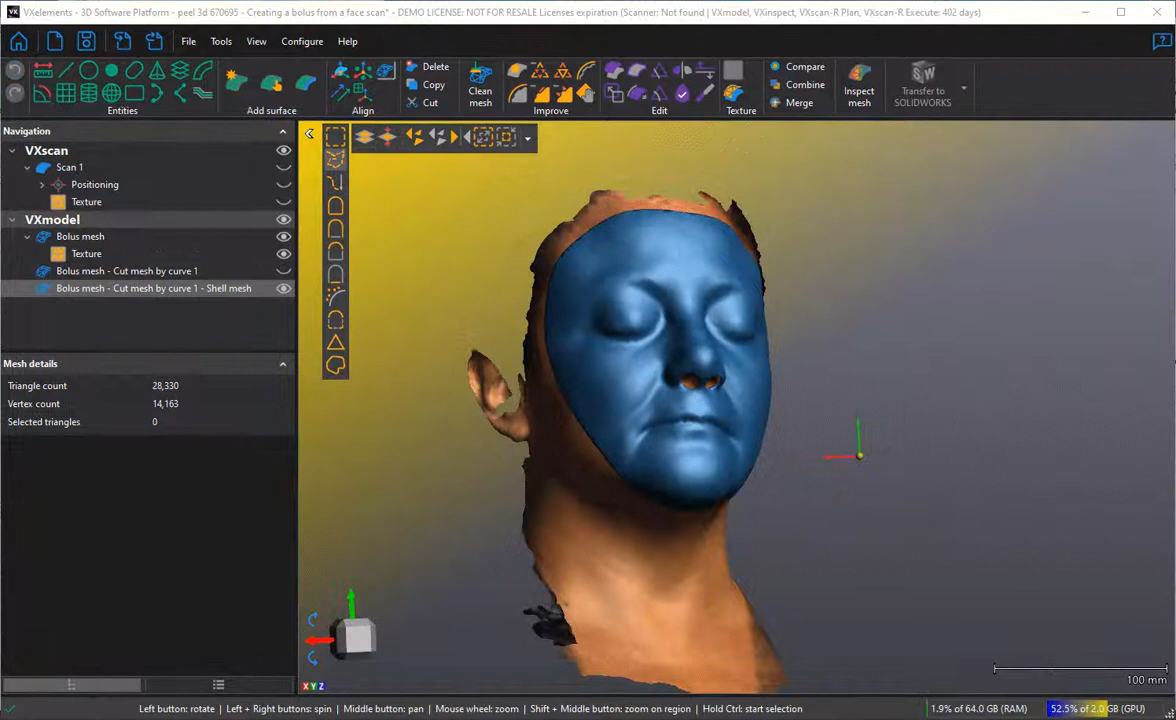 VXelements - 3D Software Platform - peel 3d 670695 - Creating a bolus from a face scan* - DEMO LICENSE: NOT FOR RESALE Licenses expiration (Scanner: Not found | VXmodel, VXinspect, VXscan-R Plan, VXscan-R Execute: 402 days)
File Tools View Configure Help
Entities
Add surface
Align
Delete
Copy
Cut
Clean mesh
Improve
Edit
Texture
Compare
Combine
Merge
Inspect mesh
Transfer to SOLIDWORKS
Navigation
VXscan
Scan 1
Positioning
Texture
VXmodel
Bolus mesh
Texture
Bolus mesh - Cut mesh by curve 1
Bolus mesh - Cut mesh by curve 1 - Shell mesh
Mesh details
Triangle count 28,330
Vertex count 14,163
Selected triangles 0
X Y Z
100 mm
Left button: rotate | Left + Right buttons: spin | Middle button: pan | Mouse wheel: zoom | Shift + Middle button: zoom on region | Hold Ctrl: start selection
1.9% of 64.0 GB (RAM) 52.5% of 2.0 GB (GPU)